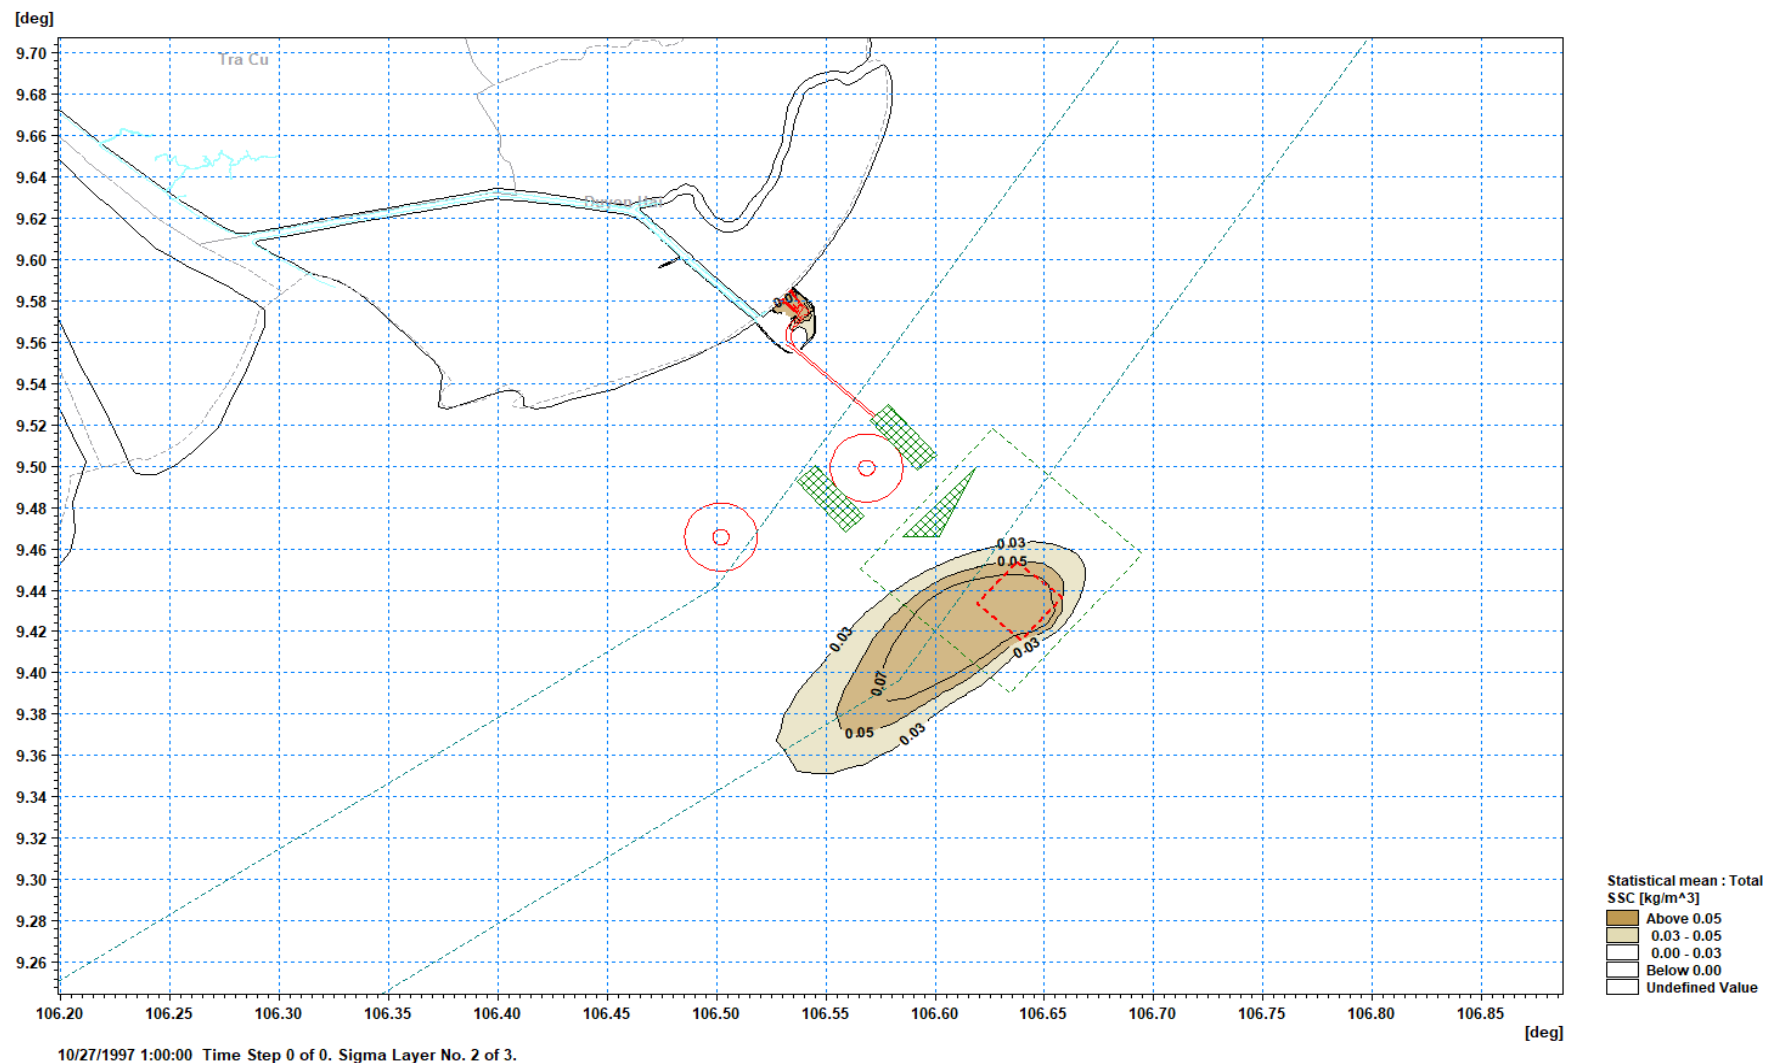 [deg]
9.70
9.68
9.66
9.64
9.62
9.60
9.58
9.56
9.54
9.52
9.50
9.48
9.46
9.44
9.42
9.40
9.38
9.36
9.34
9.32
9.30
9.28
9.26
Tra Cu
Duyen Hai
0.03
0.05
0.03
0.03
0.07
0.05
0.03
106.20 106.25 106.30 106.35 106.40 106.45 106.50 106.55 106.60 106.65 106.70 106.75 106.80 106.85
[deg]
Statistical mean : Total
SSC [kg/m^3]
Above 0.05
0.03 - 0.05
0.00 - 0.03
Below 0.00
Undefined Value
10/27/1997 1:00:00 Time Step 0 of 0. Sigma Layer No. 2 of 3.